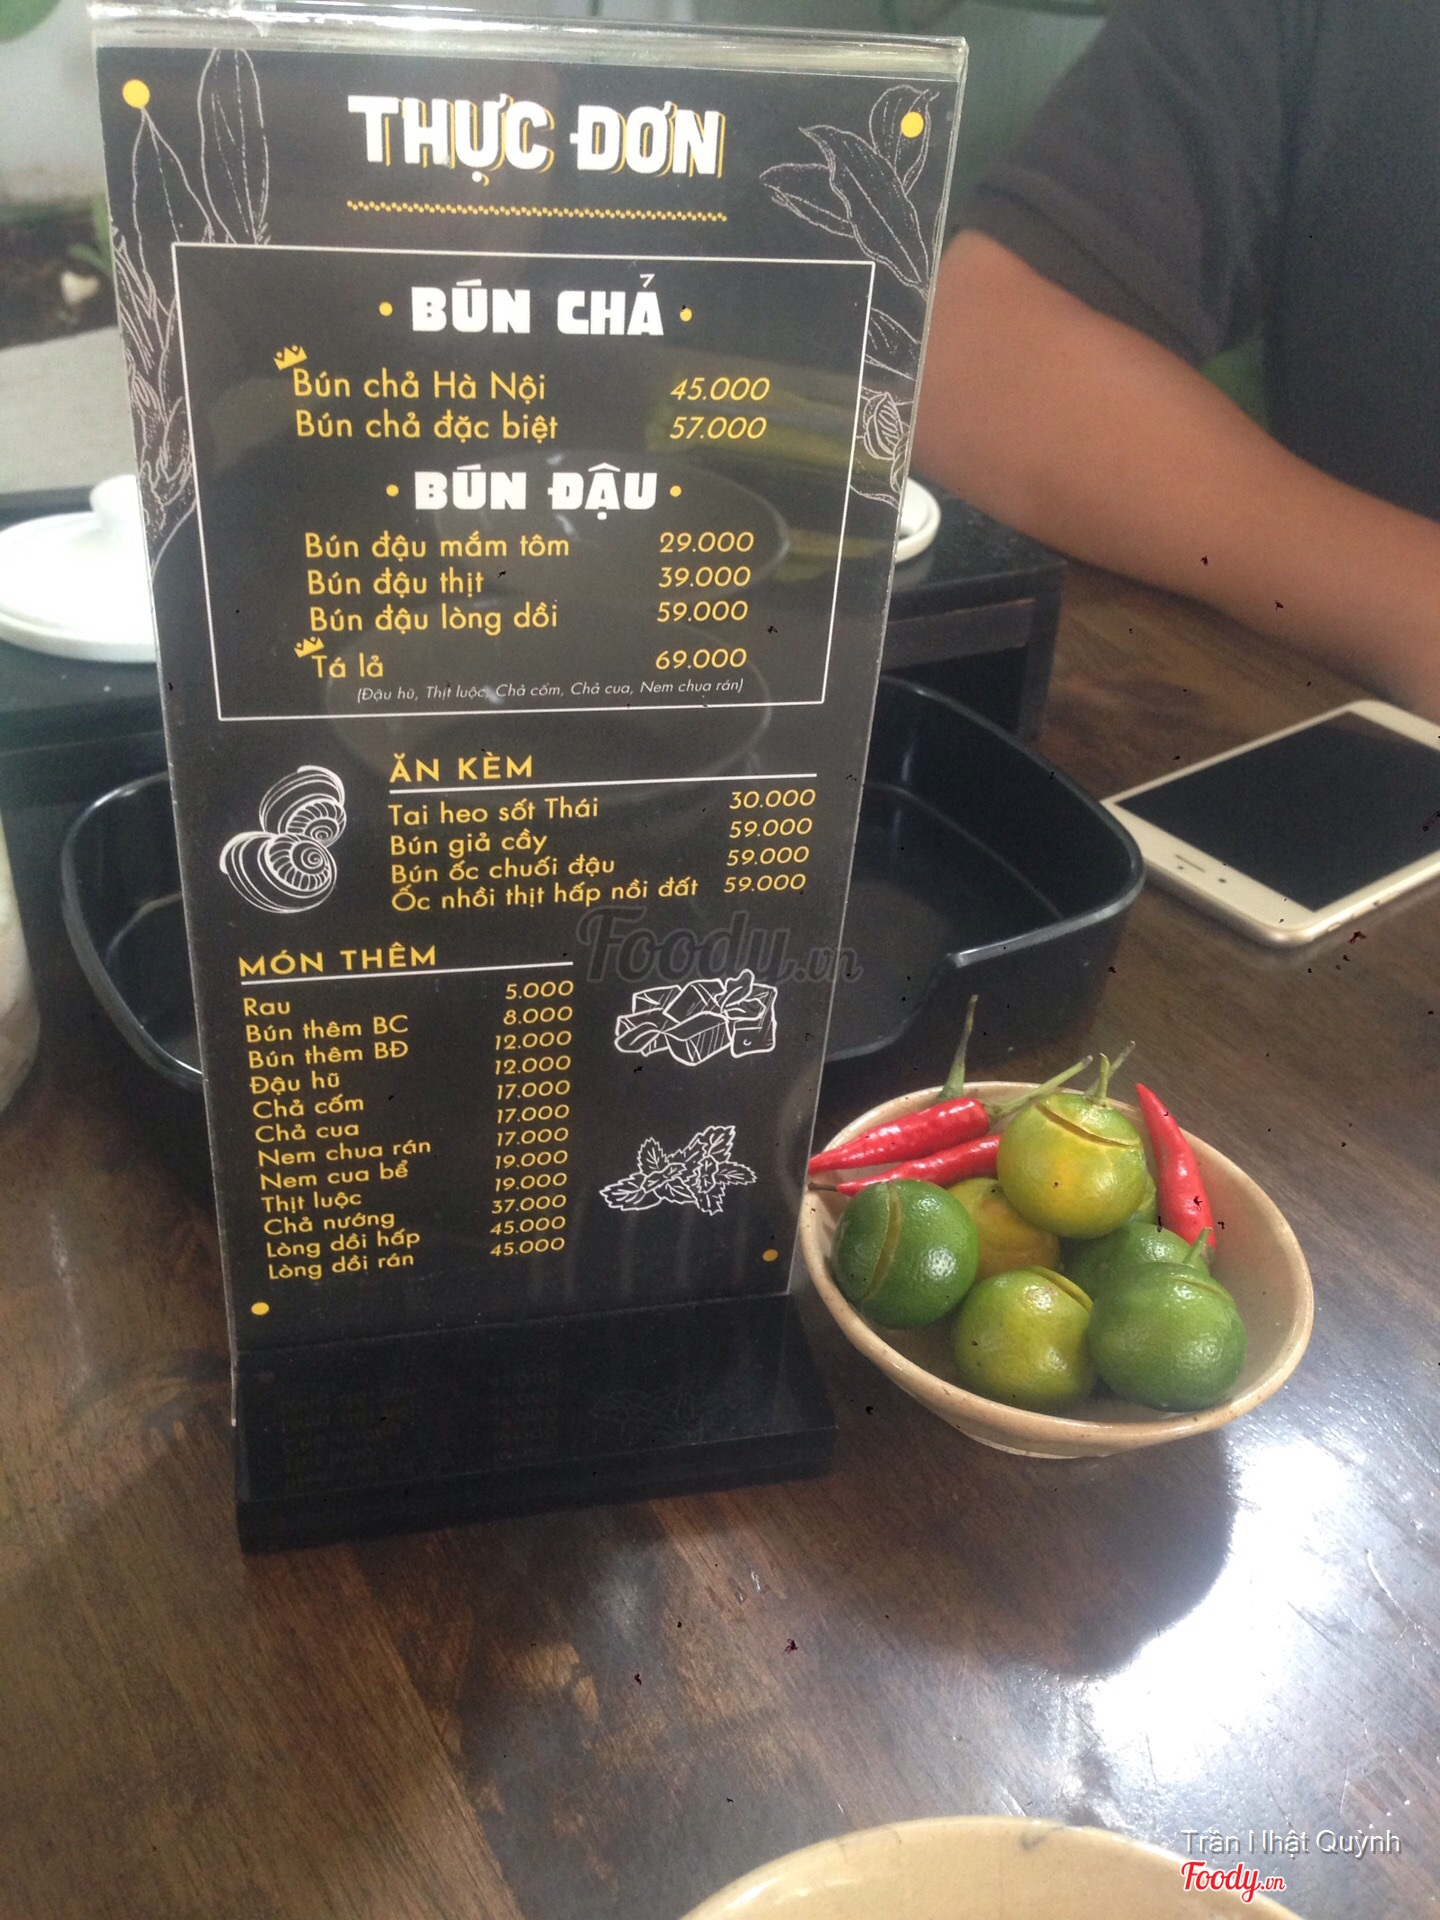 THỰC ĐƠN
BÚN CHẢ
Bún chả Hà Nội 45.000
Bún chả đặc biệt 57.000
BÚN ĐẬU
Bún đậu mắm tôm 29.000
Bún đậu thịt 39.000
Bún đậu lòng dồi 59.000
Tá lả 69.000
(Đậu hũ, Thịt luộc, Chả cốm, Chả cua, Nem chua rán)
ĂN KÈM
Tai heo sốt Thái 30.000
Bún giả cầy 59.000
Bún ốc chuối đậu 59.000
Ốc nhồi thịt hấp nồi đất 59.000
Foody.vn
MÓN THÊM
Rau 5.000
Bún thêm BC 8.000
Bún thêm BĐ 12.000
Đậu hũ 12.000
Chả cốm 17.000
Chả cua 17.000
Nem chua rán 17.000
Nem cua bể 19.000
Thịt luộc 19.000
Chả nướng 37.000
Lòng dồi hấp 45.000
Lòng dồi rán 45.000
Trần Nhật Quỳnh
Foody.vn